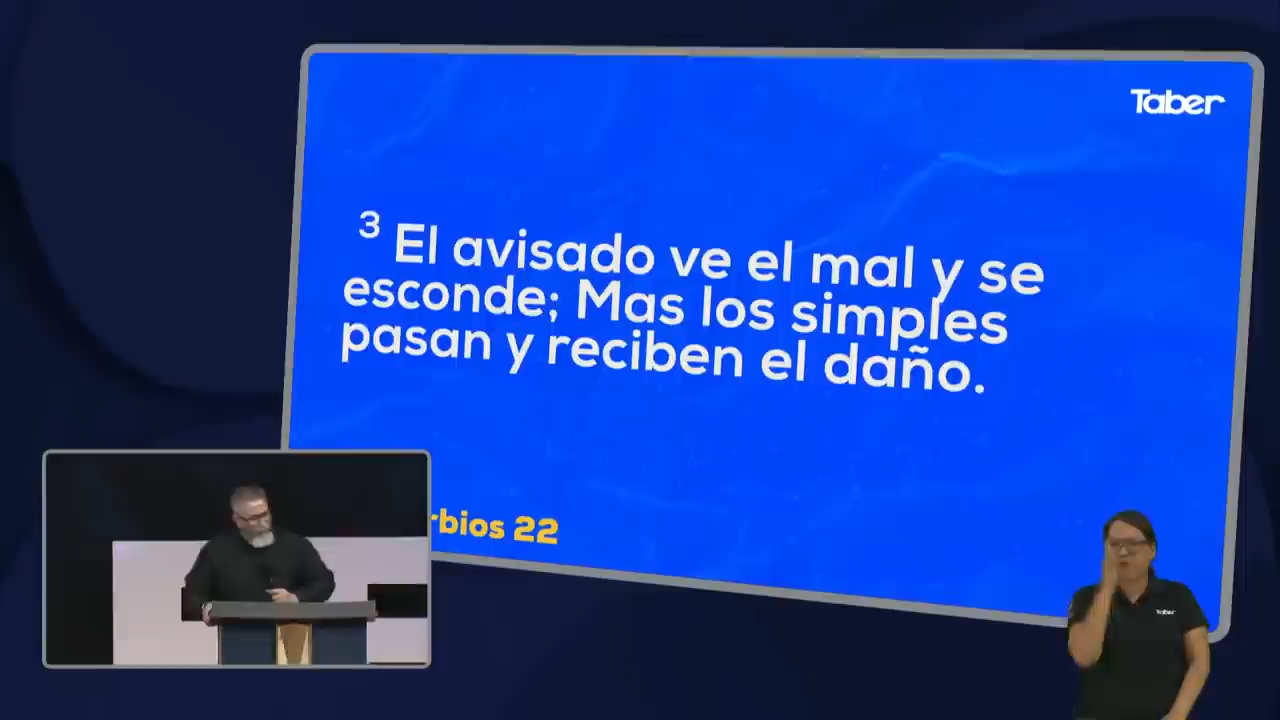 Taber
3 El avisado ve el mal y se
esconde; Mas los simples
pasan y reciben el daño.
rbios 22
Taber